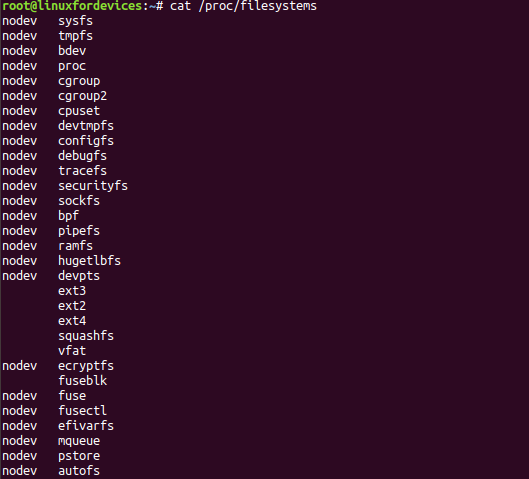 root@linuxfordevices:~# cat /proc/filesystems
nodev   sysfs
nodev   tmpfs
nodev   bdev
nodev   proc
nodev   cgroup
nodev   cgroup2
nodev   cpuset
nodev   devtmpfs
nodev   configfs
nodev   debugfs
nodev   tracefs
nodev   securityfs
nodev   sockfs
nodev   bpf
nodev   pipefs
nodev   ramfs
nodev   hugetlbfs
nodev   devpts
        ext3
        ext2
        ext4
        squashfs
        vfat
nodev   ecryptfs
        fuseblk
nodev   fuse
nodev   fusectl
nodev   efivarfs
nodev   mqueue
nodev   pstore
nodev   autofs